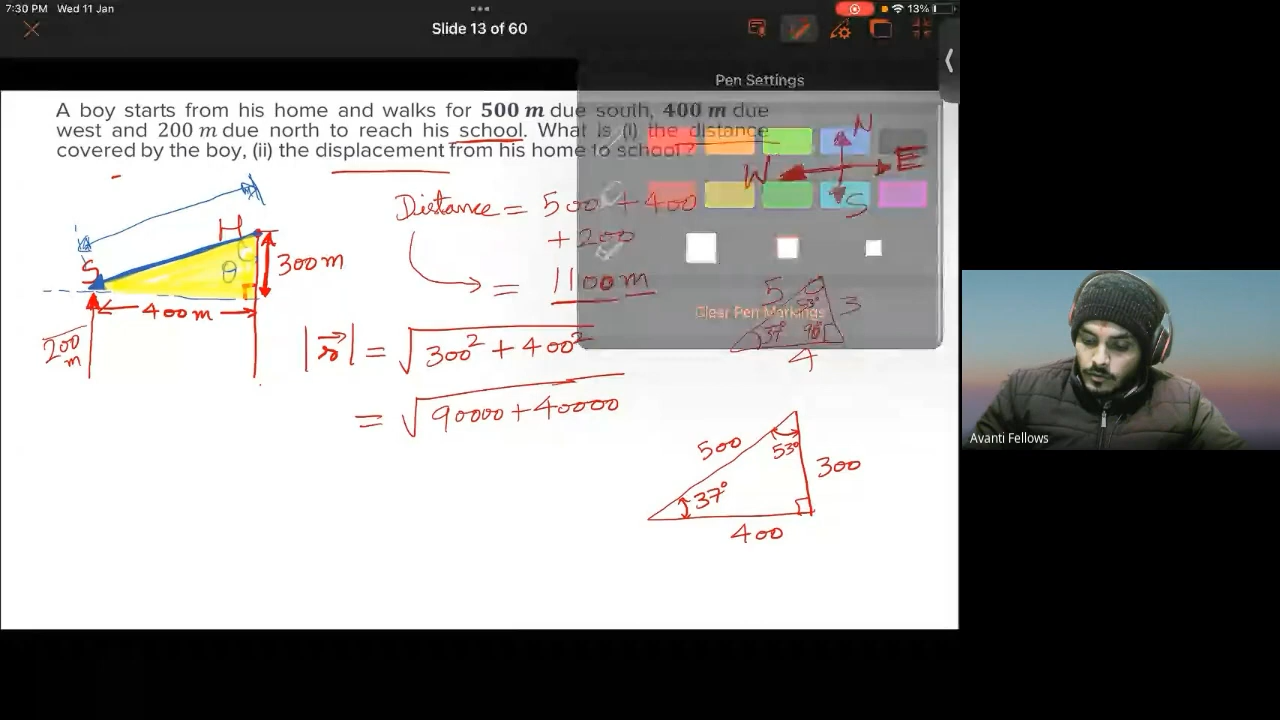 7:30 PM Wed 11 Jan
13%
Slide 13 of 60
Pen Settings
A boy starts from his home and walks for 500 m due south, 400 m due
west and 200 m due north to reach his school. What is (i) the distance
covered by the boy, (ii) the displacement from his home to school?
N
W E
S
Distance = 500 + 400
+ 200
= 1100 m
H
S
θ
300 m
400 m
200
m
Clear Pen Markings
5
53°
3
37° 90°
4
|r⃗| = √300² + 400²
= √90000 + 40000
500
53°
300
37°
400
Avanti Fellows